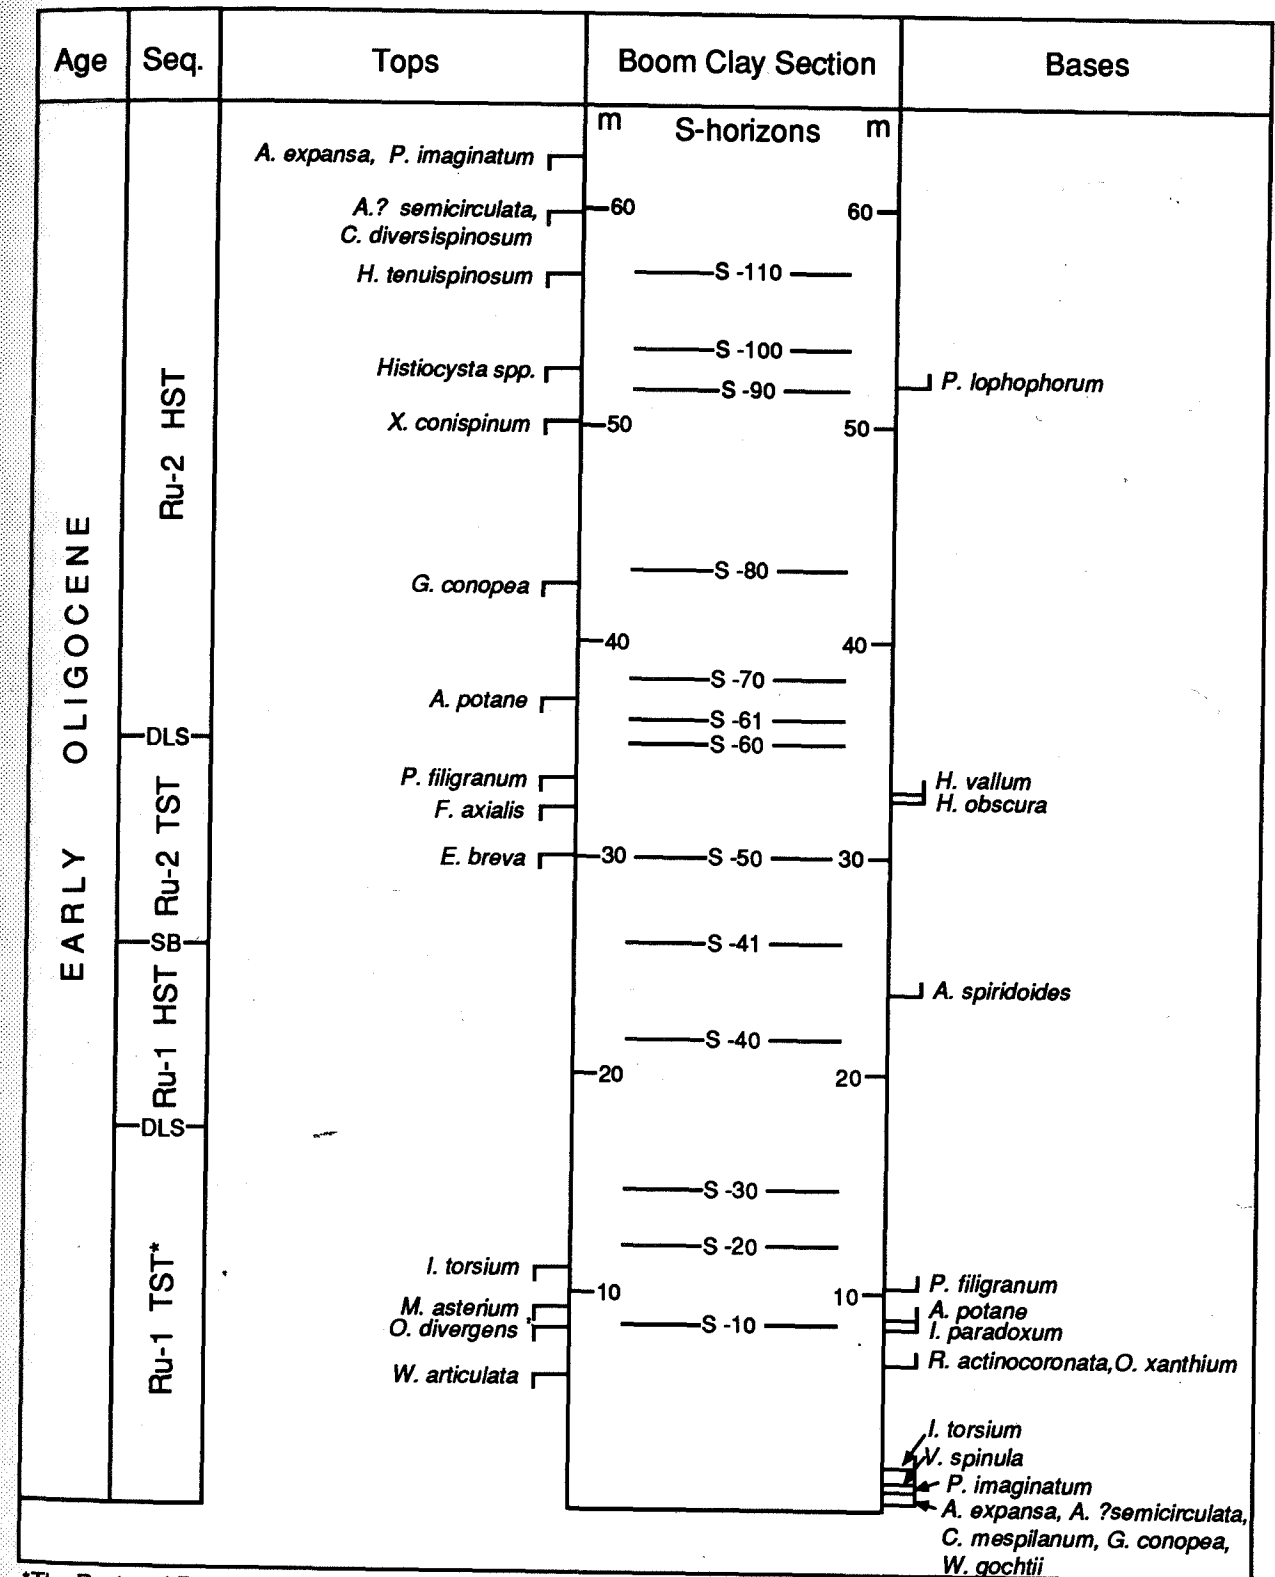 Age Seq. Tops Boom Clay Section Bases
m S-horizons m
A. expansa, P. imaginatum
A.? semicirculata, 60 60
C. diversispinosum
H. tenuispinosum S -110
S -100
Histiocysta spp. S -90 P. lophophorum
X. conispinum 50 50
Ru-2 HST
G. conopea S -80
40 40
S -70
A. potane
S -61
DLS S -60
EARLY OLIGOCENE
P. filigranum H. vallum
F. axialis H. obscura
Ru-2 TST
E. breva 30 S -50 30
SB S -41
A. spiridoides
Ru-1 HST
S -40
20 20
DLS
S -30
S -20
I. torsium
Ru-1 TST*
10 10 P. filigranum
M. asterium A. potane
O. divergens S -10 I. paradoxum
W. articulata R. actinocoronata, O. xanthium
I. torsium
V. spinula
P. imaginatum
A. expansa, A. ?semicirculata,
C. mespilanum, G. conopea,
W. gochtii